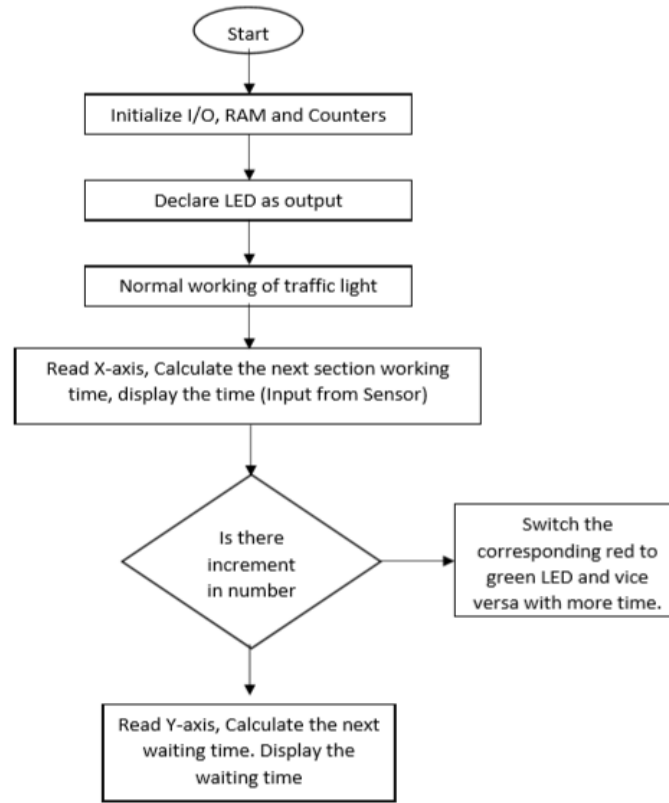 Start
Initialize I/O, RAM and Counters
Declare LED as output
Normal working of traffic light
Read X-axis, Calculate the next section working
time, display the time (Input from Sensor)
Is there
increment
in number
Switch the
corresponding red to
green LED and vice
versa with more time.
Read Y-axis, Calculate the next
waiting time. Display the
waiting time